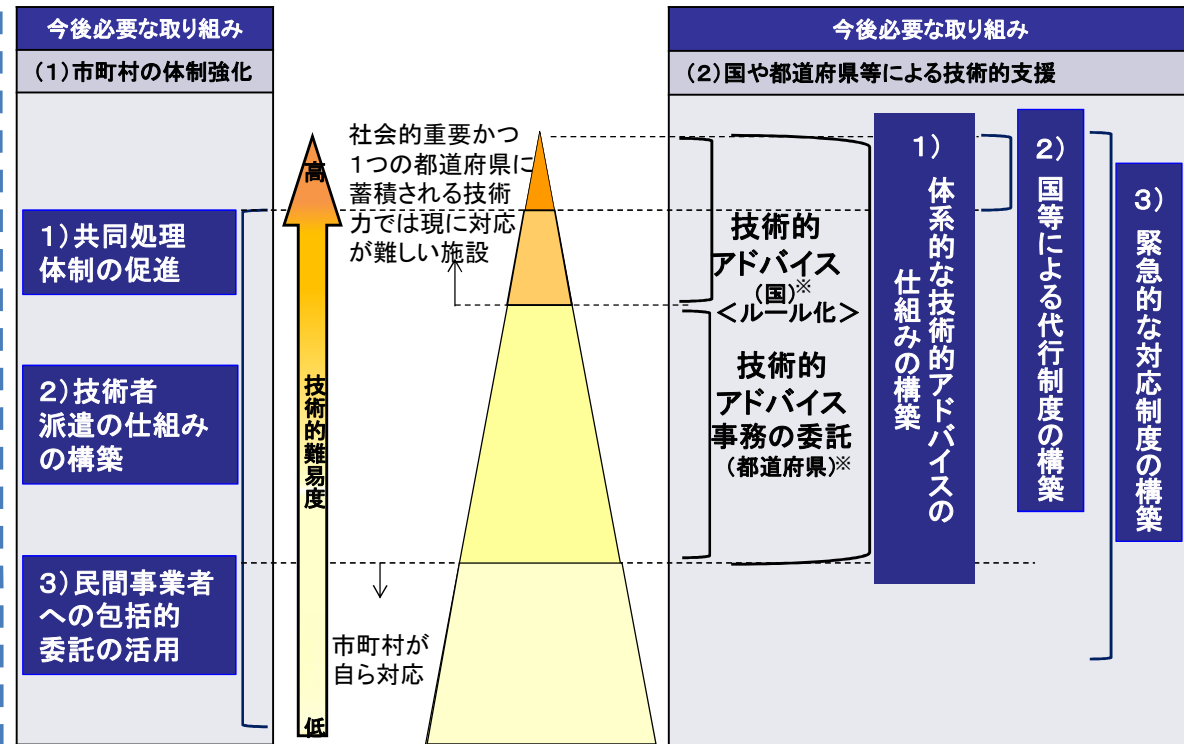 今後必要な取り組み
（1）市町村の体制強化
1）共同処理
体制の促進
2）技術者
派遣の仕組み
の構築
3）民間事業者
への包括的
委託の活用
高
技術的難易度
低
社会的重要かつ
1つの都道府県に
蓄積される技術
力では現に対応
が難しい施設
市町村が
自ら対応
今後必要な取り組み
（2）国や都道府県等による技術的支援
技術的
アドバイス
（国）※
＜ルール化＞
技術的
アドバイス
事務の委託
（都道府県）※
1）体系的な技術的アドバイスの
仕組みの構築
2）国等による代行制度の構築
3）緊急的な対応制度の構築